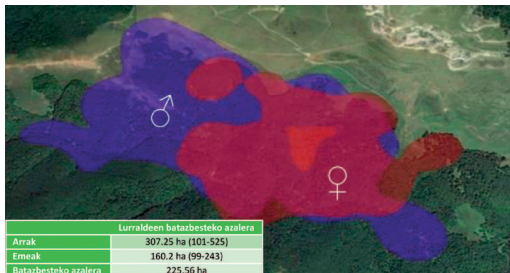 ♂
♀
Lurraldeen batazbesteko azalera
Arrak 307.25 ha (101-525)
Emeak 160.2 ha (99-243)
Batazbesteko azalera 225.56 ha